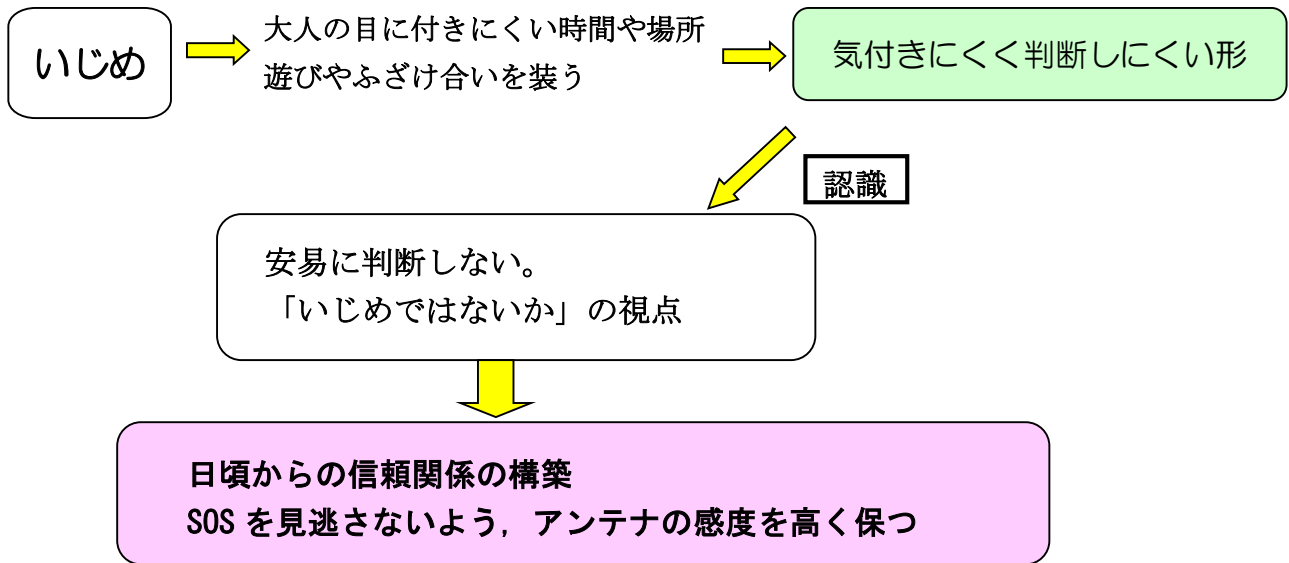 いじめ
大人の目に付きにくい時間や場所
遊びやふざけ合いを装う
気付きにくく判断しにくい形
認識
安易に判断しない。
「いじめではないか」の視点
日頃からの信頼関係の構築
SOS を見逃さないよう，アンテナの感度を高く保つ